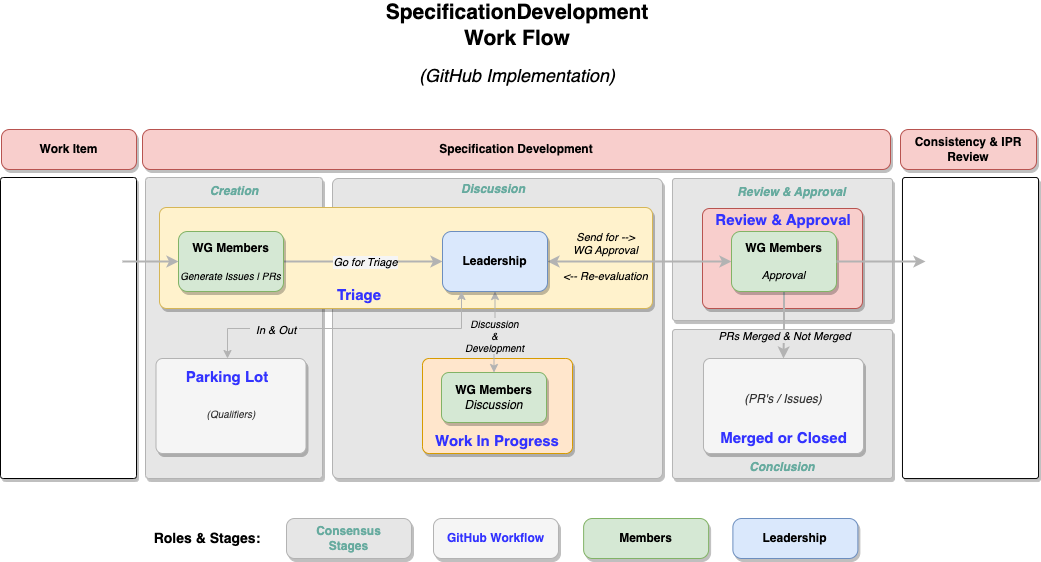 SpecificationDevelopment
Work Flow
(GitHub Implementation)
Work Item
Specification Development
Consistency & IPR
Review
Creation
Discussion
Review & Approval
Review & Approval
WG Members
Generate Issues I PRs
Go for Triage
Leadership
Send for -->
WG Approval
<-- Re-evaluation
WG Members
Approval
Triage
In & Out
Discussion
&
Development
PRs Merged & Not Merged
Parking Lot
(Qualifiers)
WG Members
Discussion
Work In Progress
(PR's / Issues)
Merged or Closed
Conclusion
Roles & Stages:
Consensus
Stages
GitHub Workflow
Members
Leadership